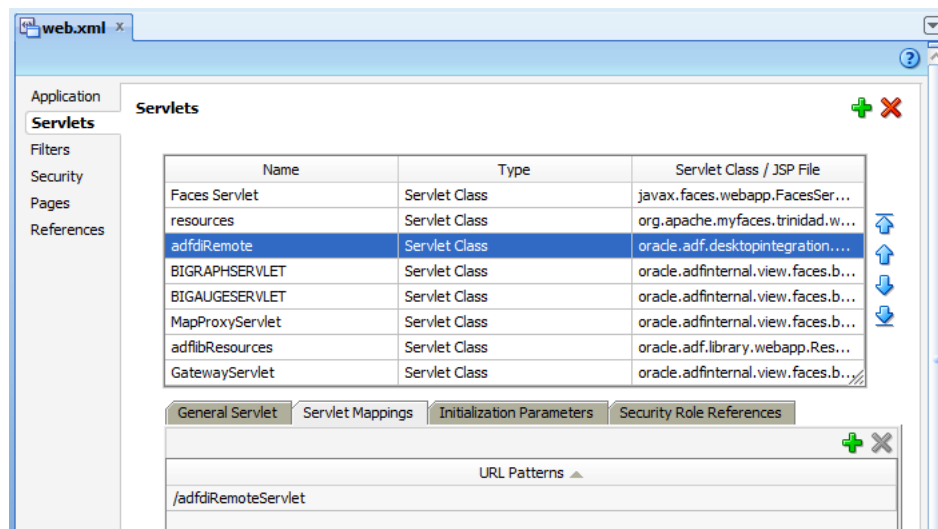 web.xml x
?
Application
Servlets
Filters
Security
Pages
References
Servlets
Name Type Servlet Class / JSP File
Faces Servlet Servlet Class javax.faces.webapp.FacesSer...
resources Servlet Class org.apache.myfaces.trinidad.w...
adfdiRemote Servlet Class oracle.adf.desktopintegration....
BIGRAPHSERVLET Servlet Class oracle.adfinternal.view.faces.b...
BIGAUGESERVLET Servlet Class oracle.adfinternal.view.faces.b...
MapProxyServlet Servlet Class oracle.adfinternal.view.faces.b...
adflibResources Servlet Class oracle.adf.library.webapp.Res...
GatewayServlet Servlet Class oracle.adfinternal.view.faces.b...
General Servlet Servlet Mappings Initialization Parameters Security Role References
URL Patterns
/adfdiRemoteServlet